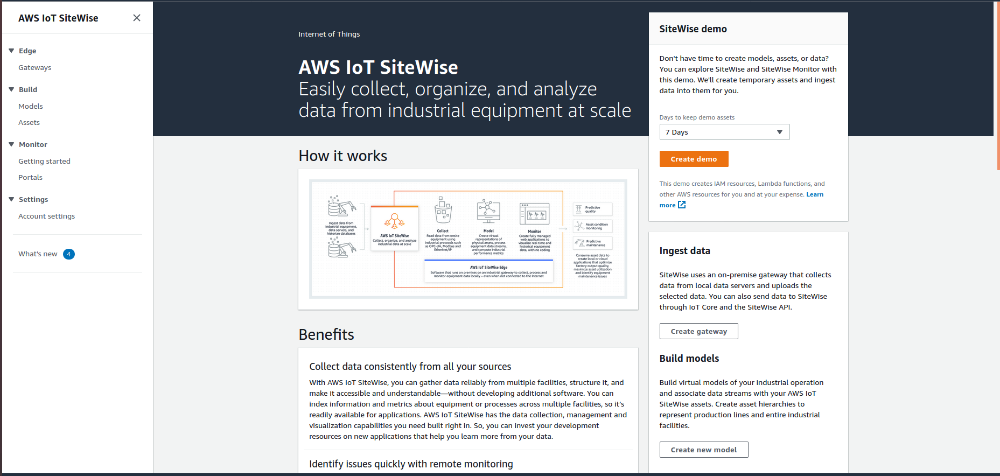 AWS IoT SiteWise
Edge
Gateways
Build
Models
Assets
Monitor
Getting started
Portals
Settings
Account settings
What's new 4
Internet of Things
AWS IoT SiteWise
Easily collect, organize, and analyze
data from industrial equipment at scale
How it works
Ingest data from
industrial equipment,
data servers, and
historian databases
AWS IoT SiteWise
Collect, organize, and analyze
industrial data at scale
Collect
Read data from onsite
equipment using
industrial protocols such
as OPC-UA, Modbus and
EtherNet/IP
Model
Create virtual
representations of
physical assets, process
equipment data streams,
and compute industrial
performance metrics
Monitor
Create fully managed
web applications to
visualize real time and
historical equipment
data, with no coding
AWS IoT SiteWise Edge
Software that runs on premises on an industrial gateway to collect, process and
monitor equipment data locally – even when not connected to the Internet
Predictive
quality
Asset condition
monitoring
Predictive
maintenance
Consume asset data to
create local or cloud
applications that optimize
factory output quality,
maximize asset utilization
and identify equipment
maintenance issues
Benefits
Collect data consistently from all your sources
With AWS IoT SiteWise, you can gather data reliably from multiple facilities, structure it, and
make it accessible and understandable—without developing additional software. You can
index information and metrics about equipment or processes across multiple facilities, so it's
readily available for applications. AWS IoT SiteWise has the data collection, management and
visualization capabilities you need built right in. So, you can invest your development
resources on new applications that help you learn more from your data.
Identify issues quickly with remote monitoring
SiteWise demo
Don't have time to create models, assets, or data?
You can explore SiteWise and SiteWise Monitor with
this demo. We'll create temporary assets and ingest
data into them for you.
Days to keep demo assets
7 Days
Create demo
This demo creates IAM resources, Lambda functions, and
other AWS resources for you and at your expense. Learn
more
Ingest data
SiteWise uses an on-premise gateway that collects
data from local data servers and uploads the
selected data. You can also send data to SiteWise
through IoT Core and the SiteWise API.
Create gateway
Build models
Build virtual models of your industrial operation
and associate data streams with your AWS IoT
SiteWise assets. Create asset hierarchies to
represent production lines and entire industrial
facilities.
Create new model